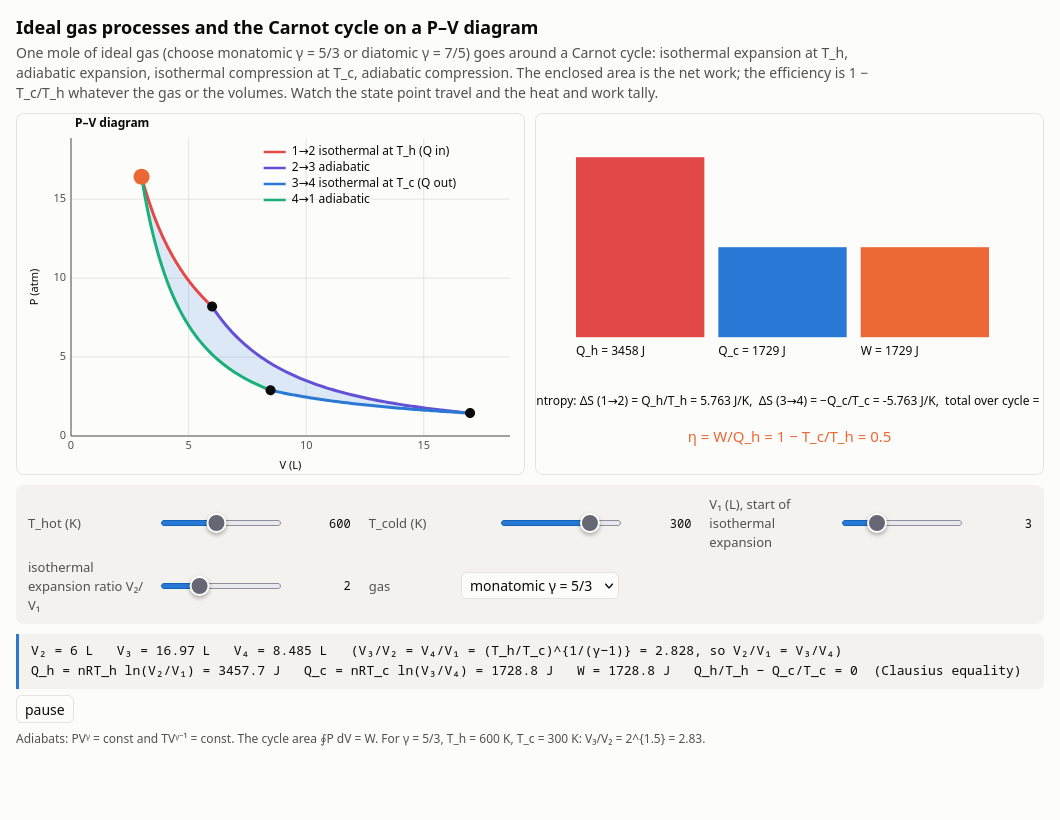 Ideal gas processes and the Carnot cycle on a P–V diagram
One mole of ideal gas (choose monatomic γ = 5/3 or diatomic γ = 7/5) goes around a Carnot cycle: isothermal expansion at T_h,
adiabatic expansion, isothermal compression at T_c, adiabatic compression. The enclosed area is the net work; the efficiency is 1 −
T_c/T_h whatever the gas or the volumes. Watch the state point travel and the heat and work tally.
P–V diagram
1→2 isothermal at T_h (Q in)
2→3 adiabatic
3→4 isothermal at T_c (Q out)
4→1 adiabatic
15
10
5
0
P (atm)
0 5 10 15
V (L)
Q_h = 3458 J Q_c = 1729 J W = 1729 J
ntropy: ΔS (1→2) = Q_h/T_h = 5.763 J/K, ΔS (3→4) = −Q_c/T_c = -5.763 J/K, total over cycle =
η = W/Q_h = 1 − T_c/T_h = 0.5
T_hot (K) 600 T_cold (K) 300 V₁ (L), start of
isothermal
expansion 3
isothermal
expansion ratio V₂/
V₁ 2 gas monatomic γ = 5/3
V₂ = 6 L V₃ = 16.97 L V₄ = 8.485 L (V₃/V₂ = V₄/V₁ = (T_h/T_c)^{1/(γ−1)} = 2.828, so V₂/V₁ = V₃/V₄)
Q_h = nRT_h ln(V₂/V₁) = 3457.7 J Q_c = nRT_c ln(V₃/V₄) = 1728.8 J W = 1728.8 J Q_h/T_h − Q_c/T_c = 0 (Clausius equality)
pause
Adiabats: PVᵞ = const and TVᵞ⁻¹ = const. The cycle area ∮P dV = W. For γ = 5/3, T_h = 600 K, T_c = 300 K: V₃/V₂ = 2^{1.5} = 2.83.